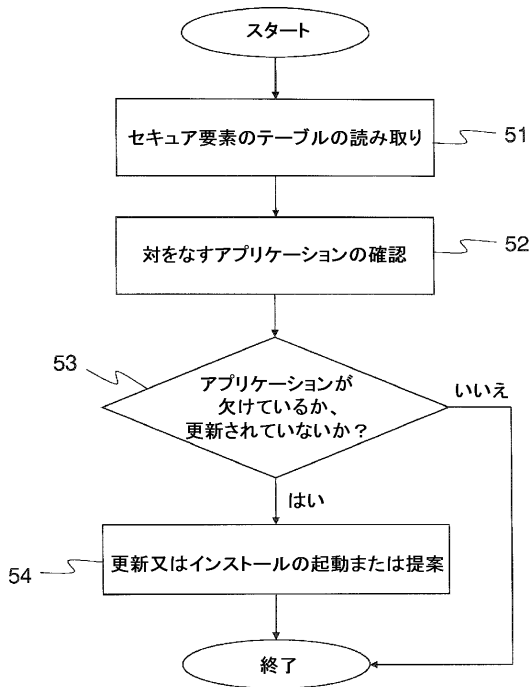 スタート
セキュア要素のテーブルの読み取り
51
対をなすアプリケーションの確認
52
53
アプリケーションが
欠けているか、
更新されていないか？
いいえ
はい
更新又はインストールの起動または提案
54
終了